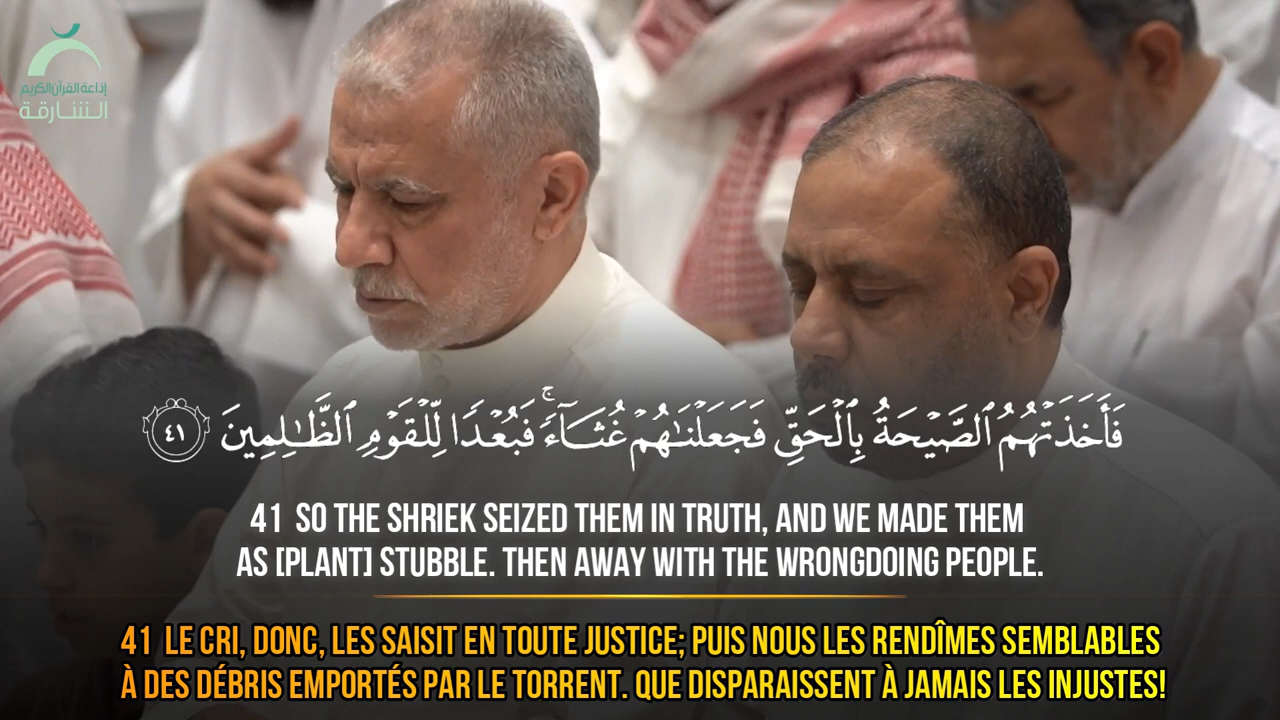 إذاعة القرآن الكريم
الشارقة
فَأَخَذَتْهُمُ ٱلصَّيْحَةُ بِٱلْحَقِّ فَجَعَلْنَـٰهُمْ غُثَآءً ۚ فَبُعْدًا لِّلْقَوْمِ ٱلظَّـٰلِمِينَ ٤١
41 SO THE SHRIEK SEIZED THEM IN TRUTH, AND WE MADE THEM
AS [PLANT] STUBBLE. THEN AWAY WITH THE WRONGDOING PEOPLE.
41 LE CRI, DONC, LES SAISIT EN TOUTE JUSTICE; PUIS NOUS LES RENDÎMES SEMBLABLES
À DES DÉBRIS EMPORTÉS PAR LE TORRENT. QUE DISPARAISSENT À JAMAIS LES INJUSTES!